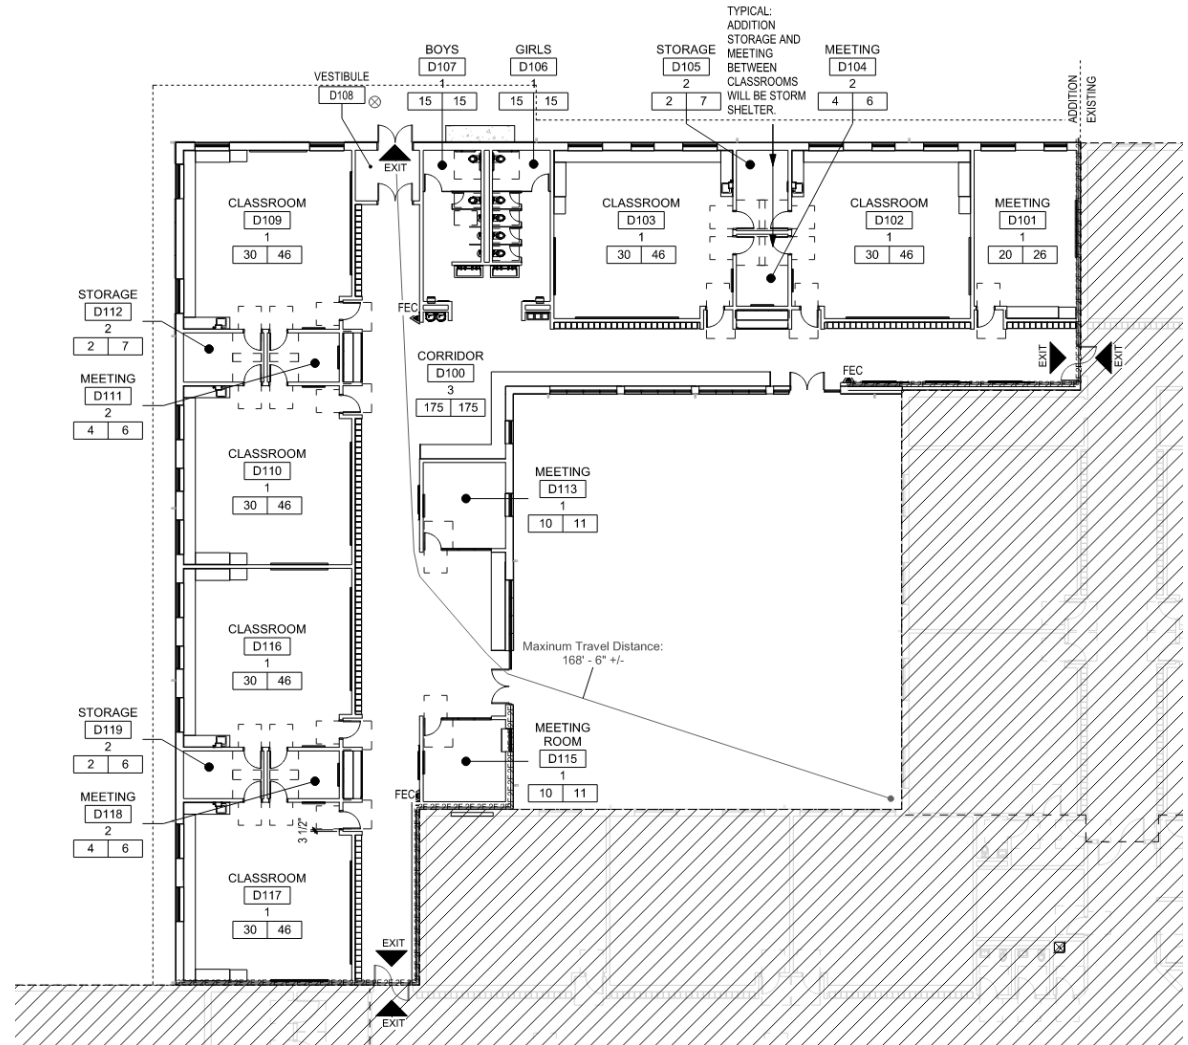 TYPICAL:
ADDITION
STORAGE AND
MEETING
BETWEEN
CLASSROOMS
WILL BE STORM
SHELTER.
BOYS
D107
1
15 15
GIRLS
D106
1
15 15
STORAGE
D105
2
2 7
MEETING
D104
2
4 6
VESTIBULE
D108
ADDITION
EXISTING
EXIT
CLASSROOM
D109
1
30 46
CLASSROOM
D103
1
30 46
CLASSROOM
D102
1
30 46
MEETING
D101
1
20 26
STORAGE
D112
2
2 7
FEC
MEETING
D111
2
4 6
CORRIDOR
D100
3
175 175
FEC
EXIT
EXIT
CLASSROOM
D110
1
30 46
MEETING
D113
1
10 11
CLASSROOM
D116
1
30 46
Maxinum Travel Distance:
168' - 6" +/-
STORAGE
D119
2
2 6
MEETING
ROOM
D115
1
10 11
MEETING
D118
2
4 6
FEC
3 1/2"
CLASSROOM
D117
1
30 46
EXIT
EXIT